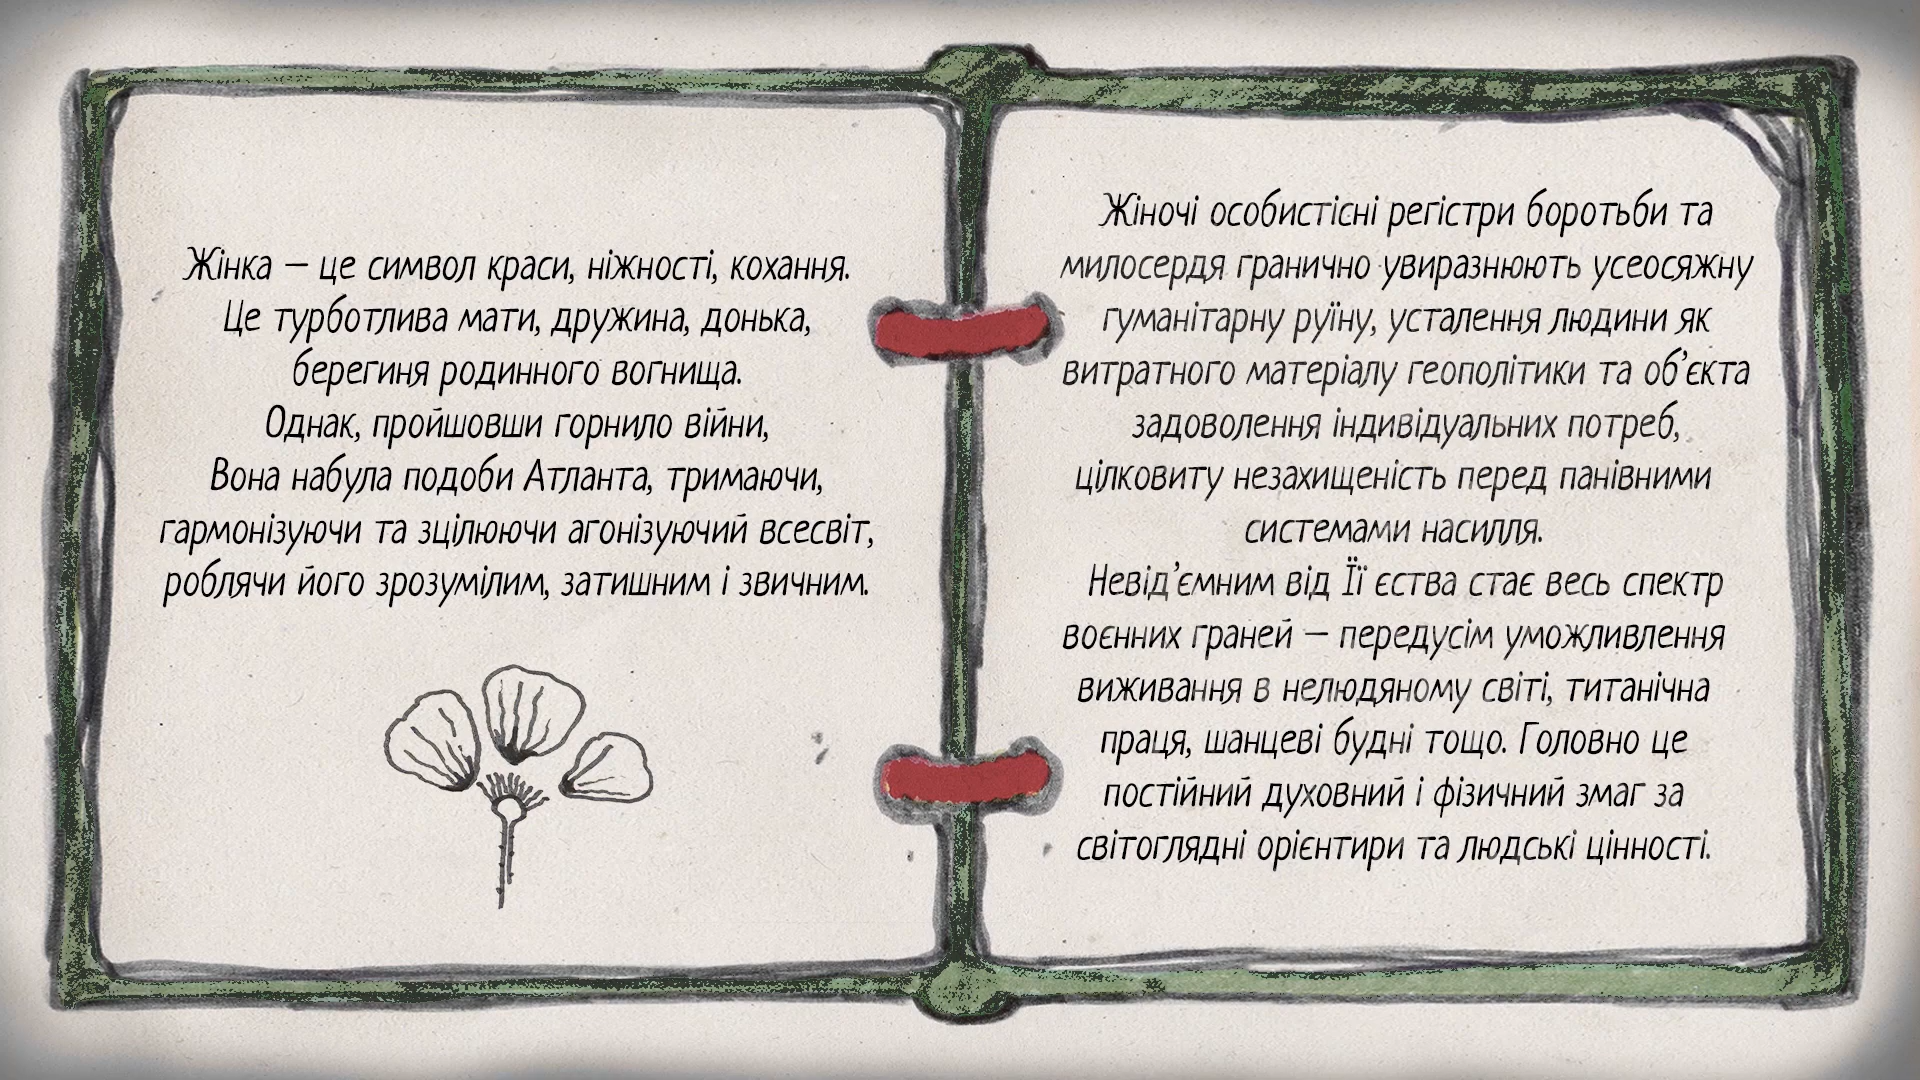 Жінка – це символ краси, ніжності, кохання.
Це турботлива мати, дружина, донька,
берегиня родинного вогнища.
Однак, пройшовши горнило війни,
Вона набула подоби Атланта, тримаючи,
гармонізуючи та зцілюючи агонізуючий всесвіт,
роблячи його зрозумілим, затишним і звичним.
Жіночі особистісні регістри боротьби та
милосердя гранично увиразнюють усеосяжну
гуманітарну руїну, усталення людини як
витратного матеріалу геополітики та об’єкта
задоволення індивідуальних потреб,
цілковиту незахищеність перед панівними
системами насилля.
Невід’ємним від Її єства стає весь спектр
воєнних граней – передусім уможливлення
виживання в нелюдяному світі, титанічна
праця, шанцеві будні тощо. Головно це
постійний духовний і фізичний змаг за
світоглядні орієнтири та людські цінності.